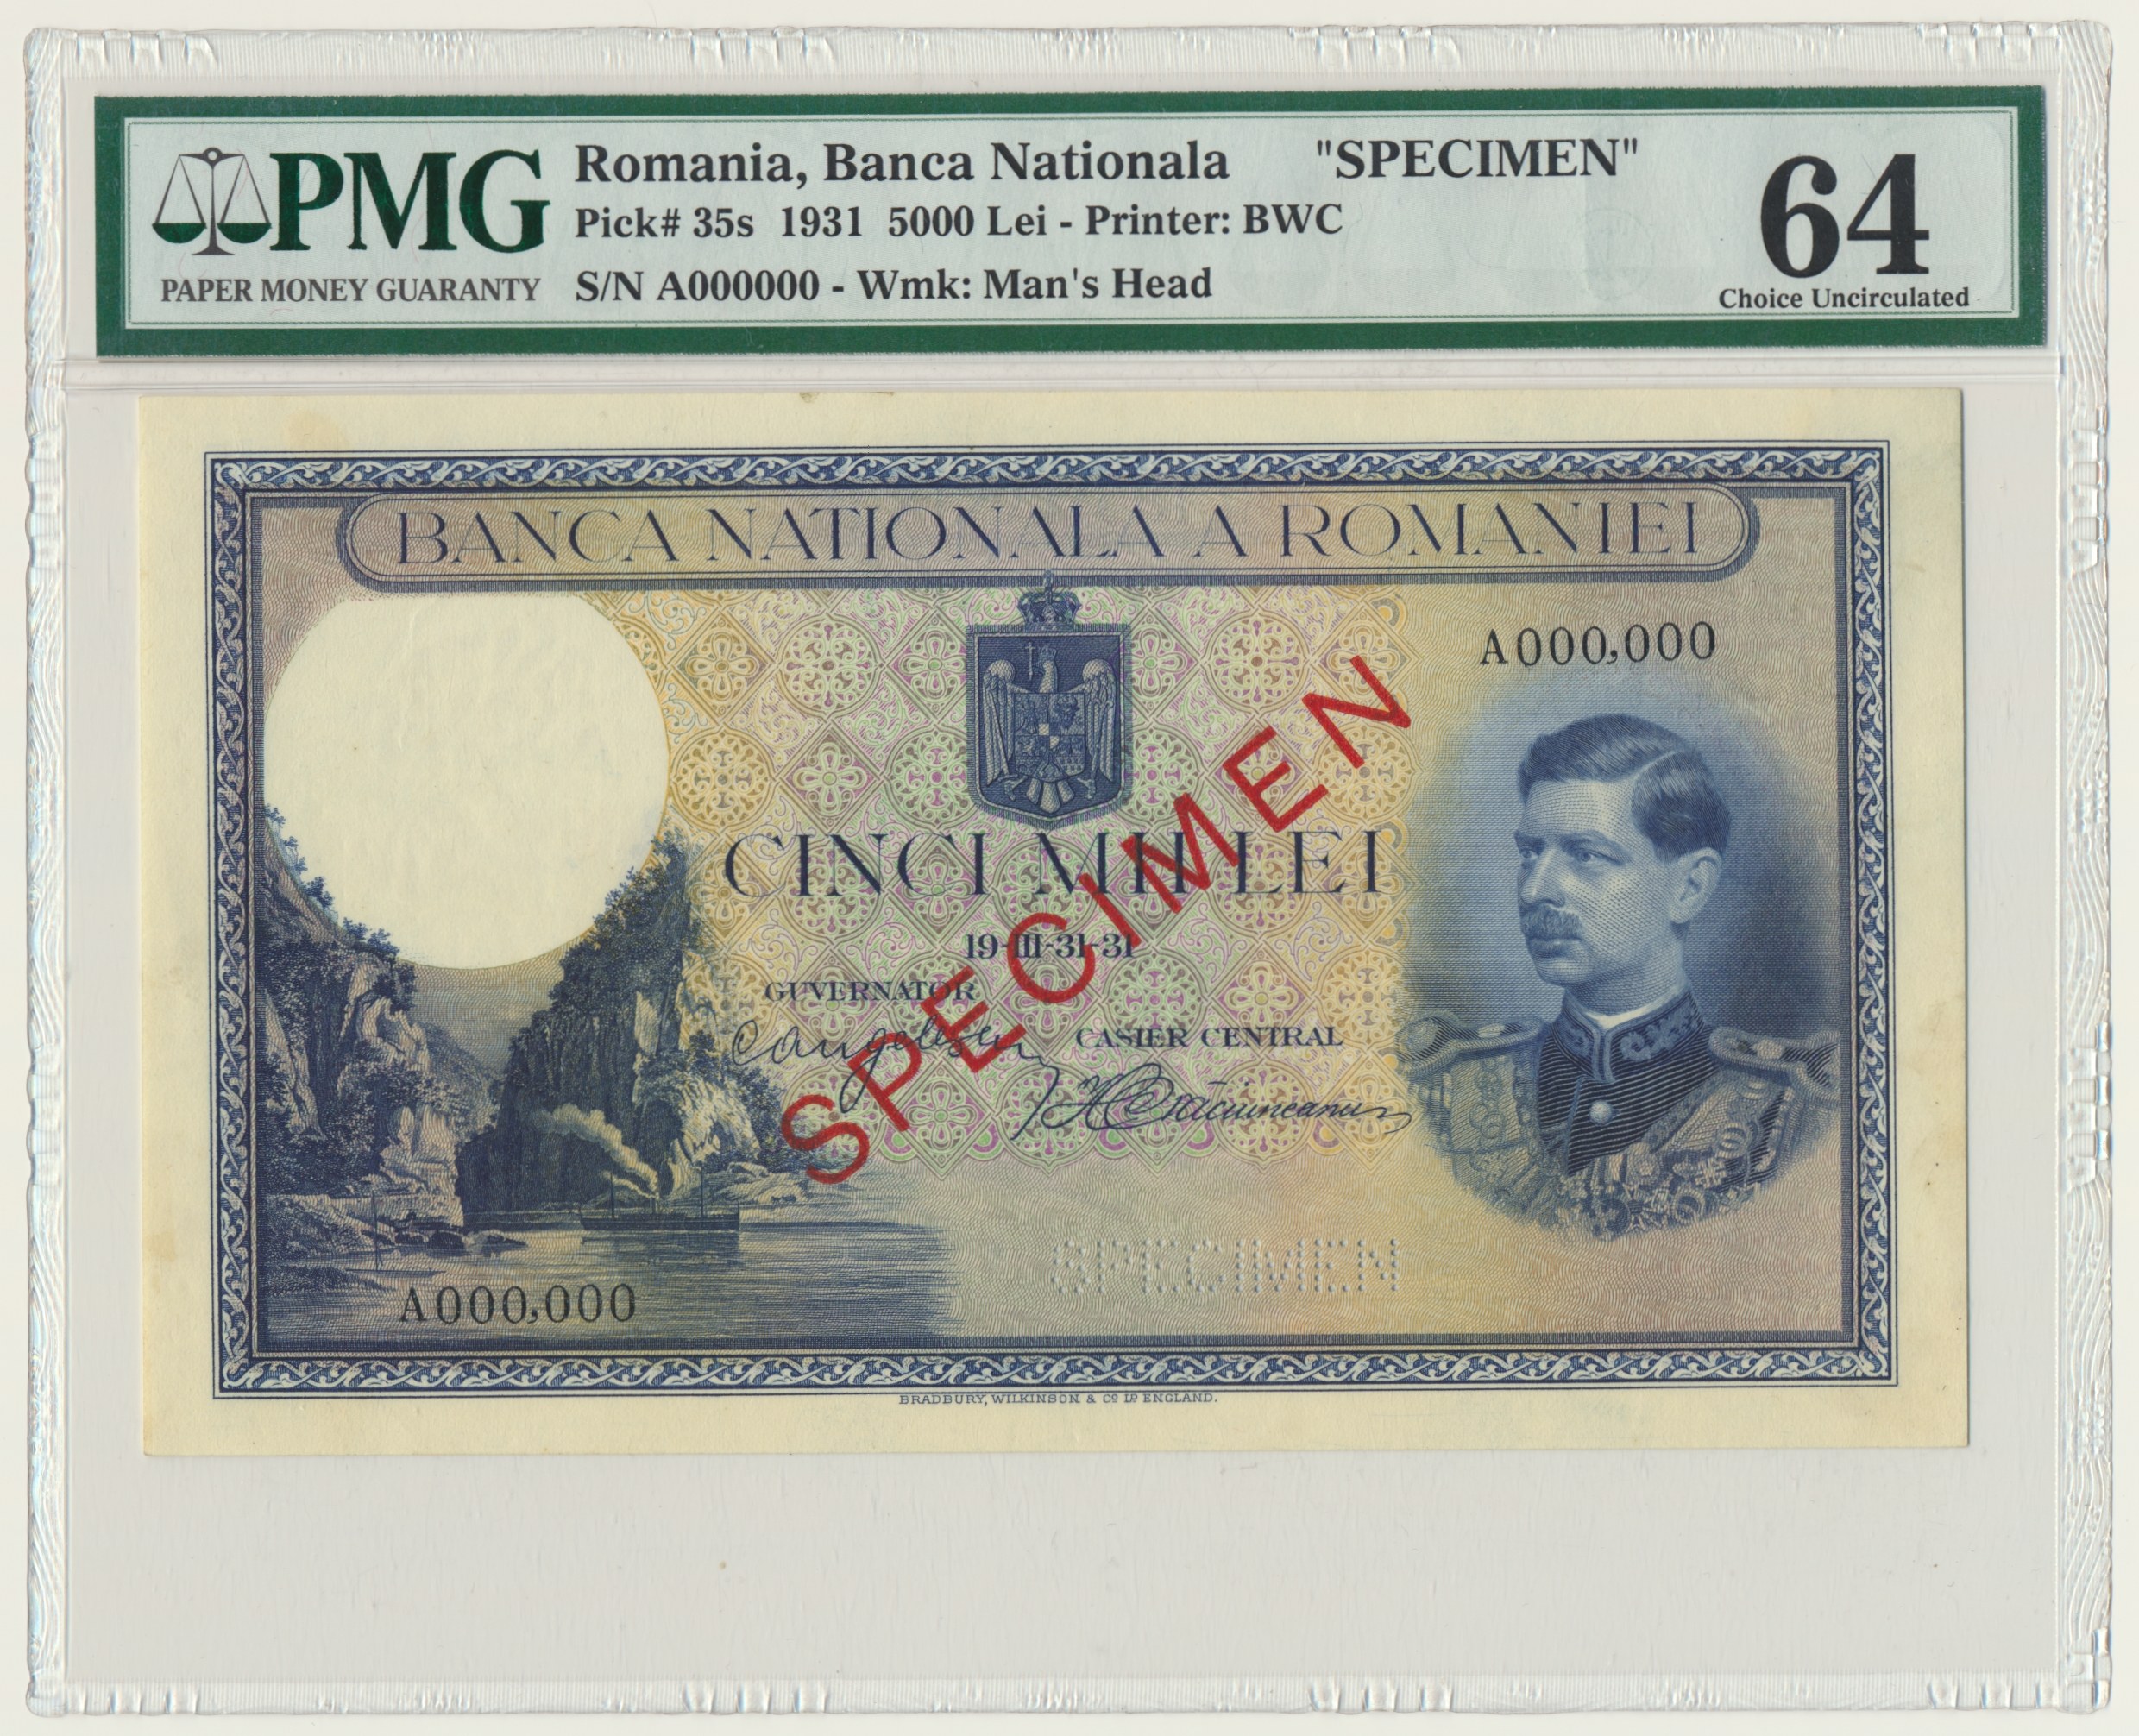 PMG
PAPER MONEY GUARANTY
Romania, Banca Nationala "SPECIMEN"
Pick# 35s 1931 5000 Lei - Printer: BWC
S/N A000000 - Wmk: Man's Head
64
Choice Uncirculated
BANCA NATIONALA A ROMANIEI
A000,000
CINCI MII LEI
19-III-31-31
GUVERNATOR
CASIER CENTRAL
SPECIMEN
SPECIMEN
A000,000
BRADBURY, WILKINSON & Cº Lᴰ ENGLAND.